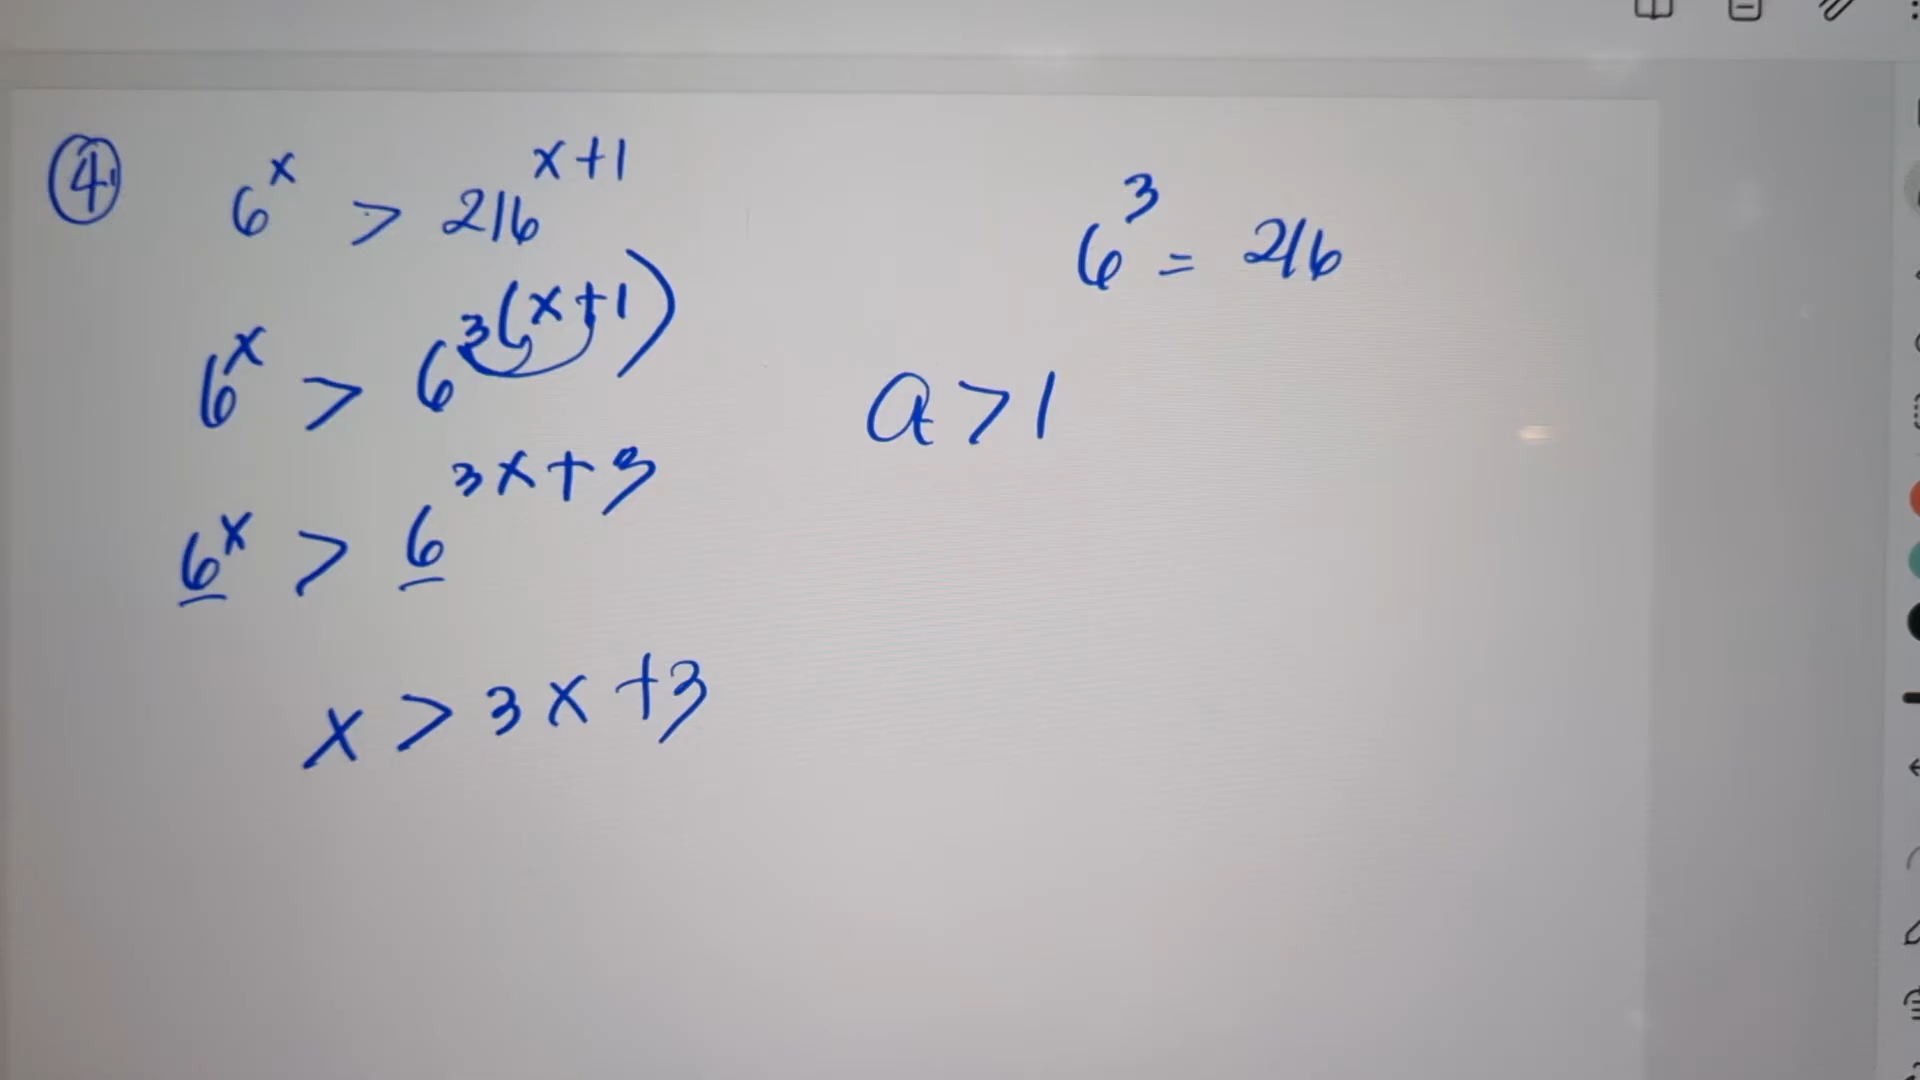 ④ 6^x > 216^{x+1}
6^3 = 216
6^x > 6^{3(x+1)}
a > 1
6^x > 6^{3x+3}
x > 3x + 3